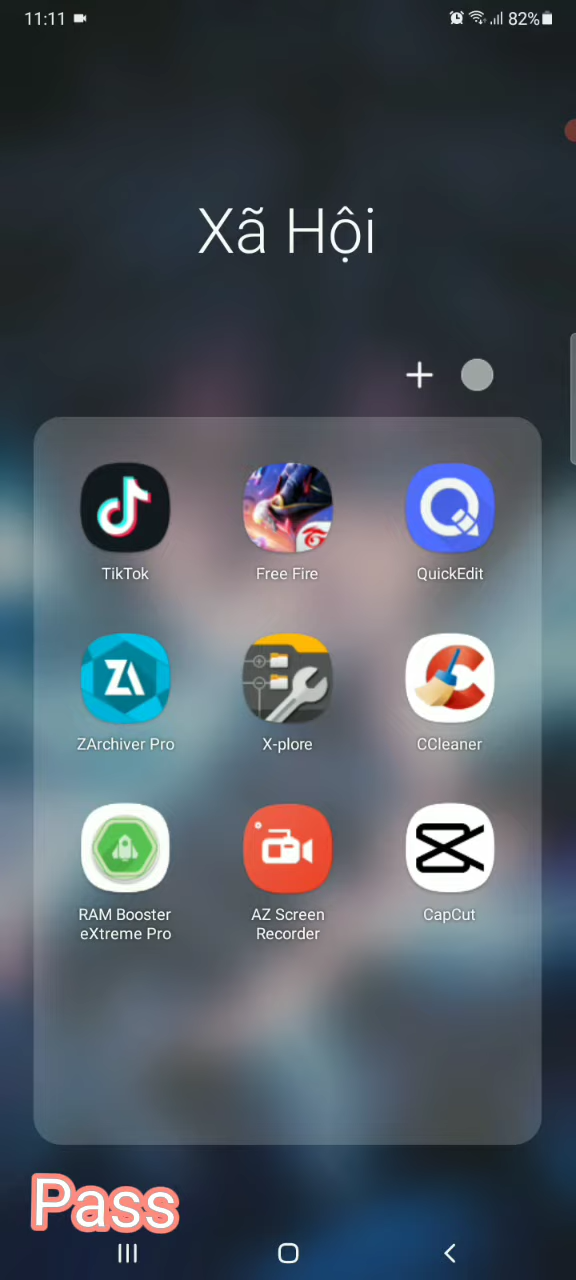 11:11
82%
Xã Hội
TikTok
Free Fire
QuickEdit
ZArchiver Pro
X-plore
CCleaner
RAM Booster
eXtreme Pro
AZ Screen
Recorder
CapCut
Pass